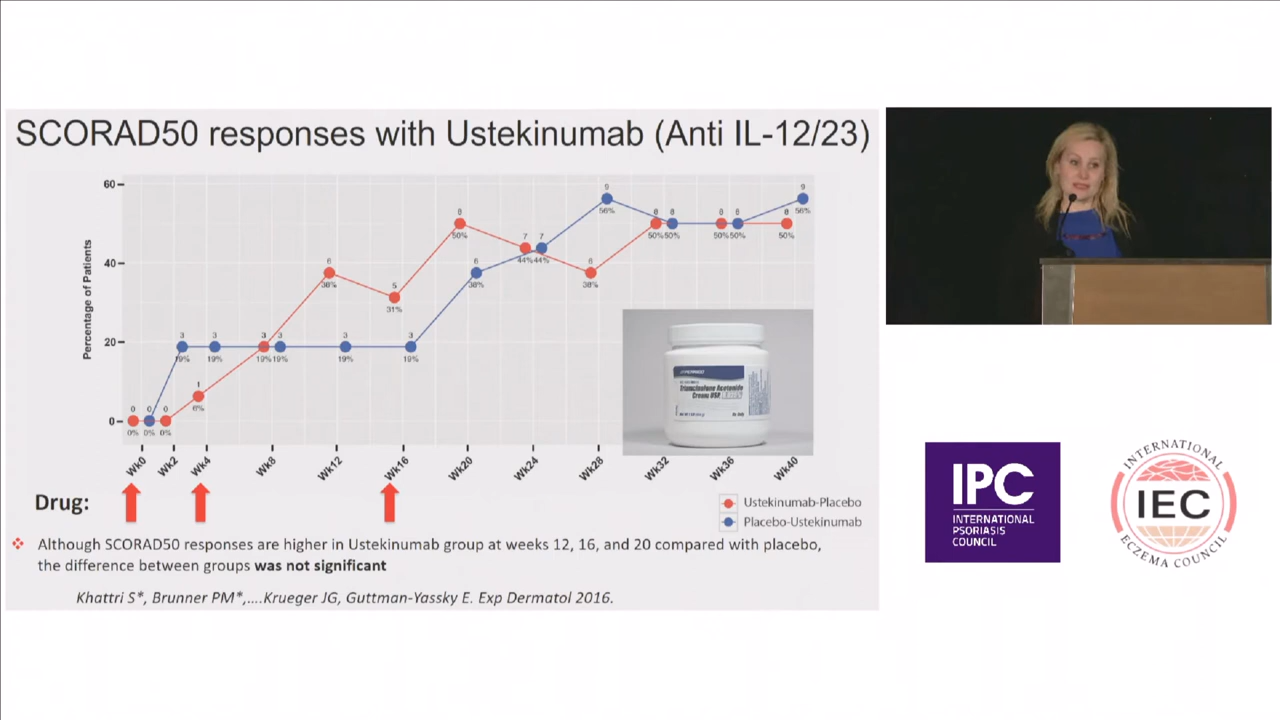 SCORAD50 responses with Ustekinumab (Anti IL-12/23)
60
40
20
0
Percentage of Patients
0
0%
0
0%
0
0%
3
19%
1
6%
3
19%
3
19%
3
19%
6
38%
3
19%
5
31%
3
19%
8
50%
6
38%
7
44%
7
44%
6
38%
9
56%
8
50%
8
50%
8
50%
8
50%
8
50%
9
56%
Triamcinolone Acetonide
Cream USP
Wk0
Wk2
Wk4
Wk8
Wk12
Wk16
Wk20
Wk24
Wk28
Wk32
Wk36
Wk40
Drug:
Ustekinumab-Placebo
Placebo-Ustekinumab
Although SCORAD50 responses are higher in Ustekinumab group at weeks 12, 16, and 20 compared with placebo,
the difference between groups was not significant
Khattri S*, Brunner PM*,....Krueger JG, Guttman-Yassky E. Exp Dermatol 2016.
IPC
INTERNATIONAL
PSORIASIS
COUNCIL
INTERNATIONAL
IEC
ECZEMA COUNCIL